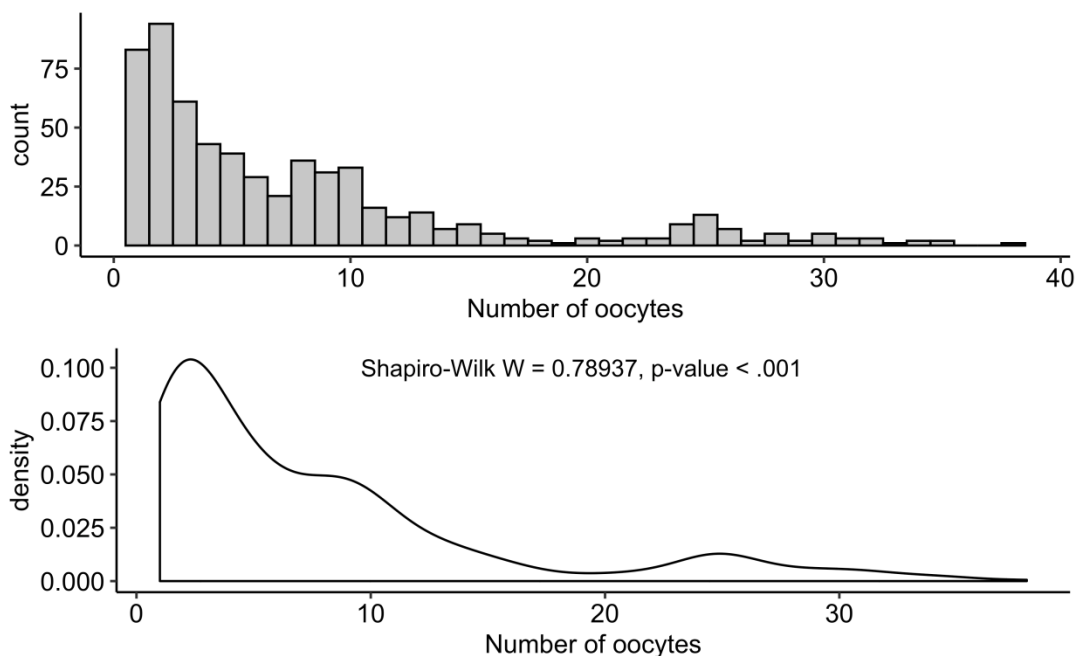 75
50
25
0
count
0 10 20 30 40
Number of oocytes
Shapiro-Wilk W = 0.78937, p-value < .001
0.100
0.075
0.050
0.025
0.000
density
0 10 20 30
Number of oocytes